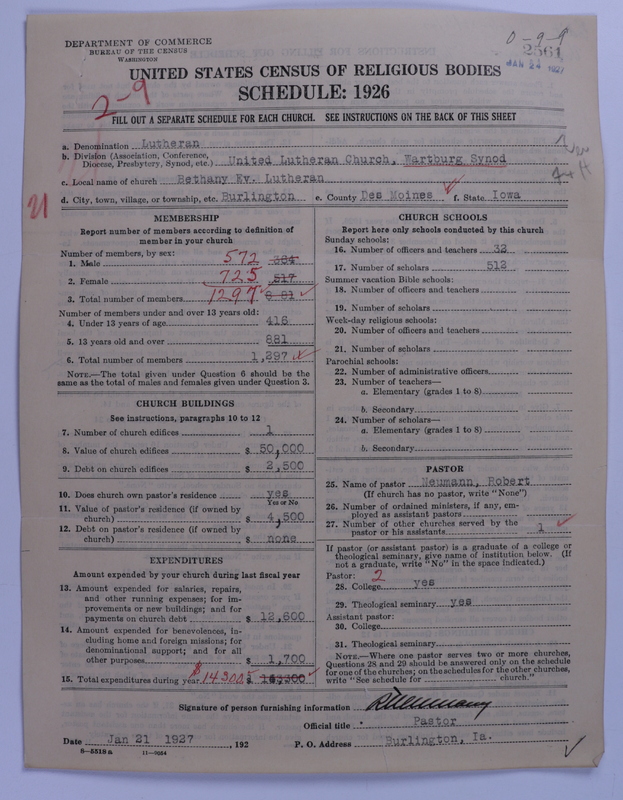 DEPARTMENT OF COMMERCE
BUREAU OF THE CENSUS
WASHINGTON
0-9-9
2561
JAN 24 1927
UNITED STATES CENSUS OF RELIGIOUS BODIES
SCHEDULE: 1926
2-9
FILL OUT A SEPARATE SCHEDULE FOR EACH CHURCH. SEE INSTRUCTIONS ON THE BACK OF THIS SHEET
a. Denomination Lutheran
b. Division (Association, Conference, Diocese, Presbytery, Synod, etc.) United Lutheran Church, Wartburg Synod
c. Local name of church Bethany Ev. Lutheran
d. City, town, village, or township, etc. Burlington e. County Des Moines f. State Iowa
21
MEMBERSHIP
Report number of members according to definition of
member in your church
Number of members, by sex:
1. Male 572 384
2. Female 725 517
3. Total number of members 1297
Number of members under and over 13 years old:
4. Under 13 years of age 416
5. 13 years old and over 881
6. Total number of members 1,297
NOTE.—The total given under Question 6 should be the
same as the total of males and females given under Question 3.
CHURCH BUILDINGS
See instructions, paragraphs 10 to 12
7. Number of church edifices 1
8. Value of church edifices $ 50,000
9. Debt on church edifices $ 2,500
10. Does church own pastor's residence yes
Yes or No
11. Value of pastor's residence (if owned by
church) $ 4,500
12. Debt on pastor's residence (if owned by
church) $ none
EXPENDITURES
Amount expended by your church during last fiscal year
13. Amount expended for salaries, repairs,
and other running expenses; for im-
provements or new buildings; and for
payments on church debt $ 12,600
14. Amount expended for benevolences, in-
cluding home and foreign missions; for
denominational support; and for all
other purposes $ 1,700
15. Total expenditures during year $14300 $
CHURCH SCHOOLS
Report here only schools conducted by this church
Sunday schools:
16. Number of officers and teachers 32
17. Number of scholars 512
Summer vacation Bible schools:
18. Number of officers and teachers
19. Number of scholars
Week-day religious schools:
20. Number of officers and teachers
21. Number of scholars
Parochial schools:
22. Number of administrative officers
23. Number of teachers—
a. Elementary (grades 1 to 8)
b. Secondary
24. Number of scholars—
a. Elementary (grades 1 to 8)
b. Secondary
PASTOR
25. Name of pastor Neumann, Robert
(If church has no pastor, write "None")
26. Number of ordained ministers, if any, em-
ployed as assistant pastors
27. Number of other churches served by the
pastor or his assistants 1
If pastor (or assistant pastor) is a graduate of a college or
theological seminary, give name of institution below. (If
not a graduate, write "No" in the space indicated.)
Pastor: 2
28. College yes
29. Theological seminary yes
Assistant pastor:
30. College
31. Theological seminary
NOTE.—Where one pastor serves two or more churches,
Questions 28 and 29 should be answered only on the schedule
for one of the churches; on the schedules for the other churches,
write "See schedule for church."
Signature of person furnishing information R Neumann
Official title Pastor
Date Jan 21 1927, 192 P. O. Address Burlington, Ia.
8-5518a 11-9064